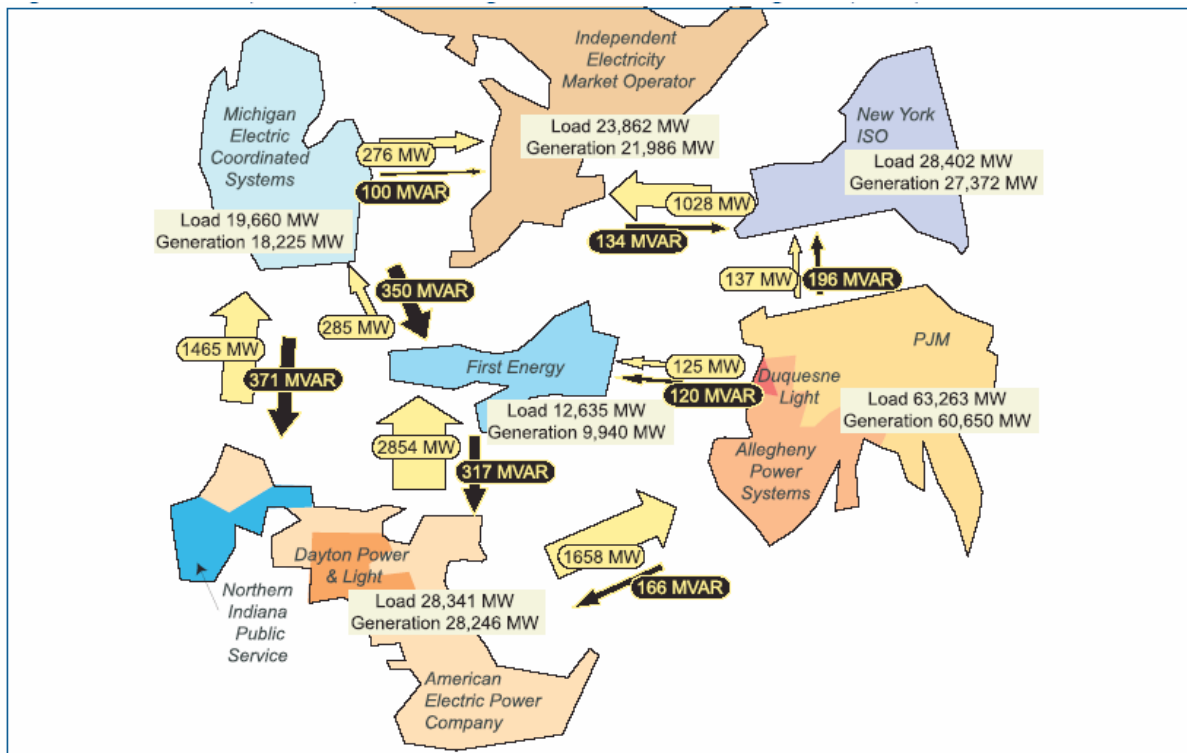 Independent
Electricity
Market Operator
Load 23,862 MW
Generation 21,986 MW
Michigan
Electric
Coordinated
Systems
Load 19,660 MW
Generation 18,225 MW
276 MW
100 MVAR
New York
ISO
Load 28,402 MW
Generation 27,372 MW
1028 MW
134 MVAR
137 MW
196 MVAR
350 MVAR
285 MW
1465 MW
371 MVAR
First Energy
Load 12,635 MW
Generation 9,940 MW
125 MW
120 MVAR
PJM
Duquesne
Light
Load 63,263 MW
Generation 60,650 MW
Allegheny
Power
Systems
2854 MW
317 MVAR
1658 MW
166 MVAR
Dayton Power
& Light
Load 28,341 MW
Generation 28,246 MW
Northern
Indiana
Public
Service
American
Electric Power
Company